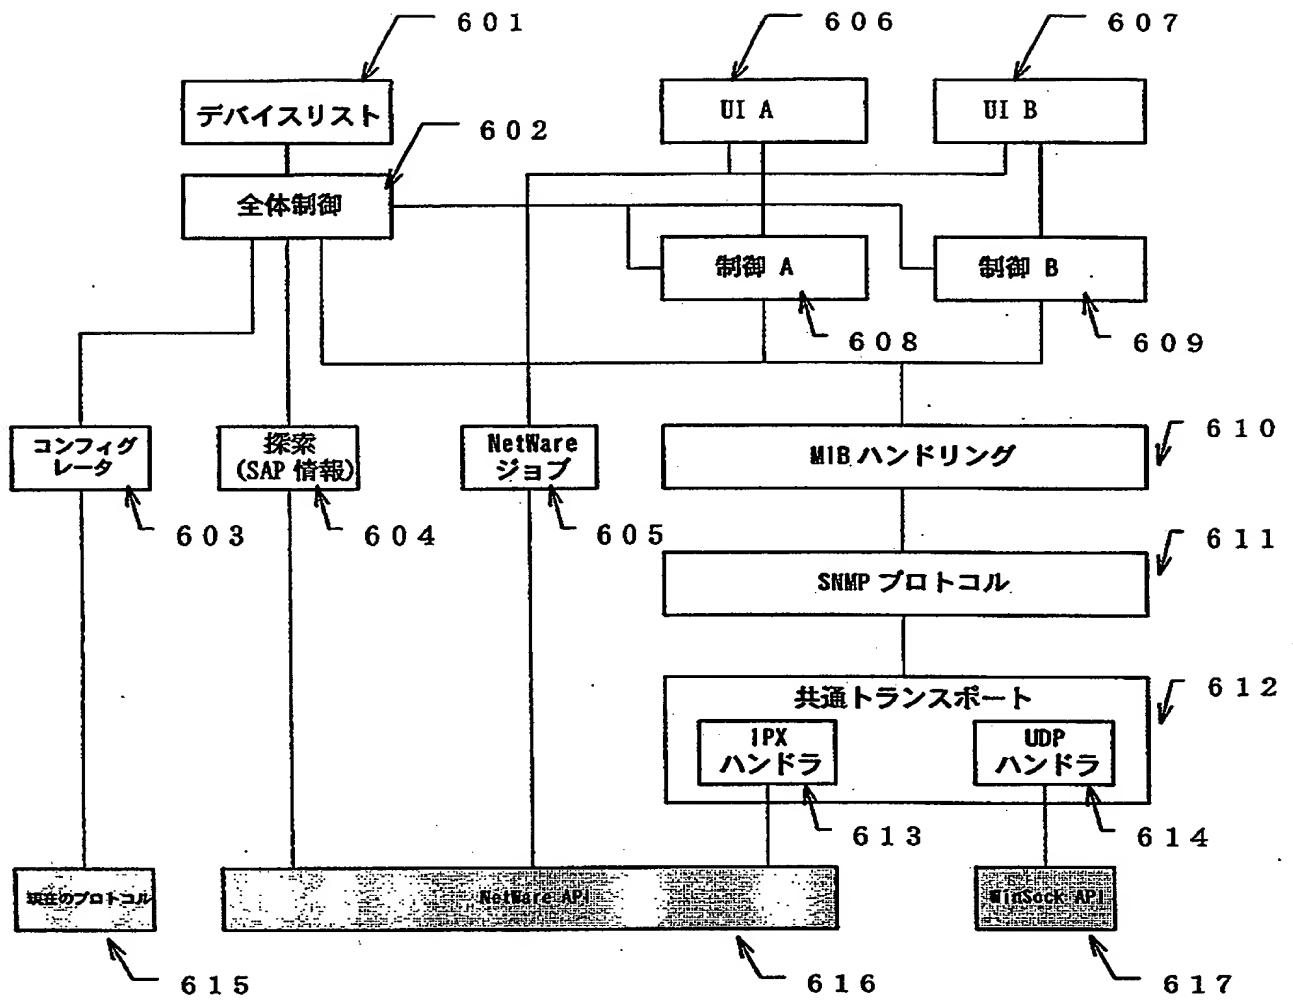 601
606
607
デバイスリスト
UI A
UI B
602
全体制御
制御 A
制御 B
608
609
コンフィグ
レータ
探索
(SAP 情報)
NetWare
ジョブ
MIB ハンドリング
610
603
604
605
SNMP プロトコル
611
共通トランスポート
612
IPX
ハンドラ
UDP
ハンドラ
613
614
現在のプロトコル
NetWare API
WinSock API
615
616
617